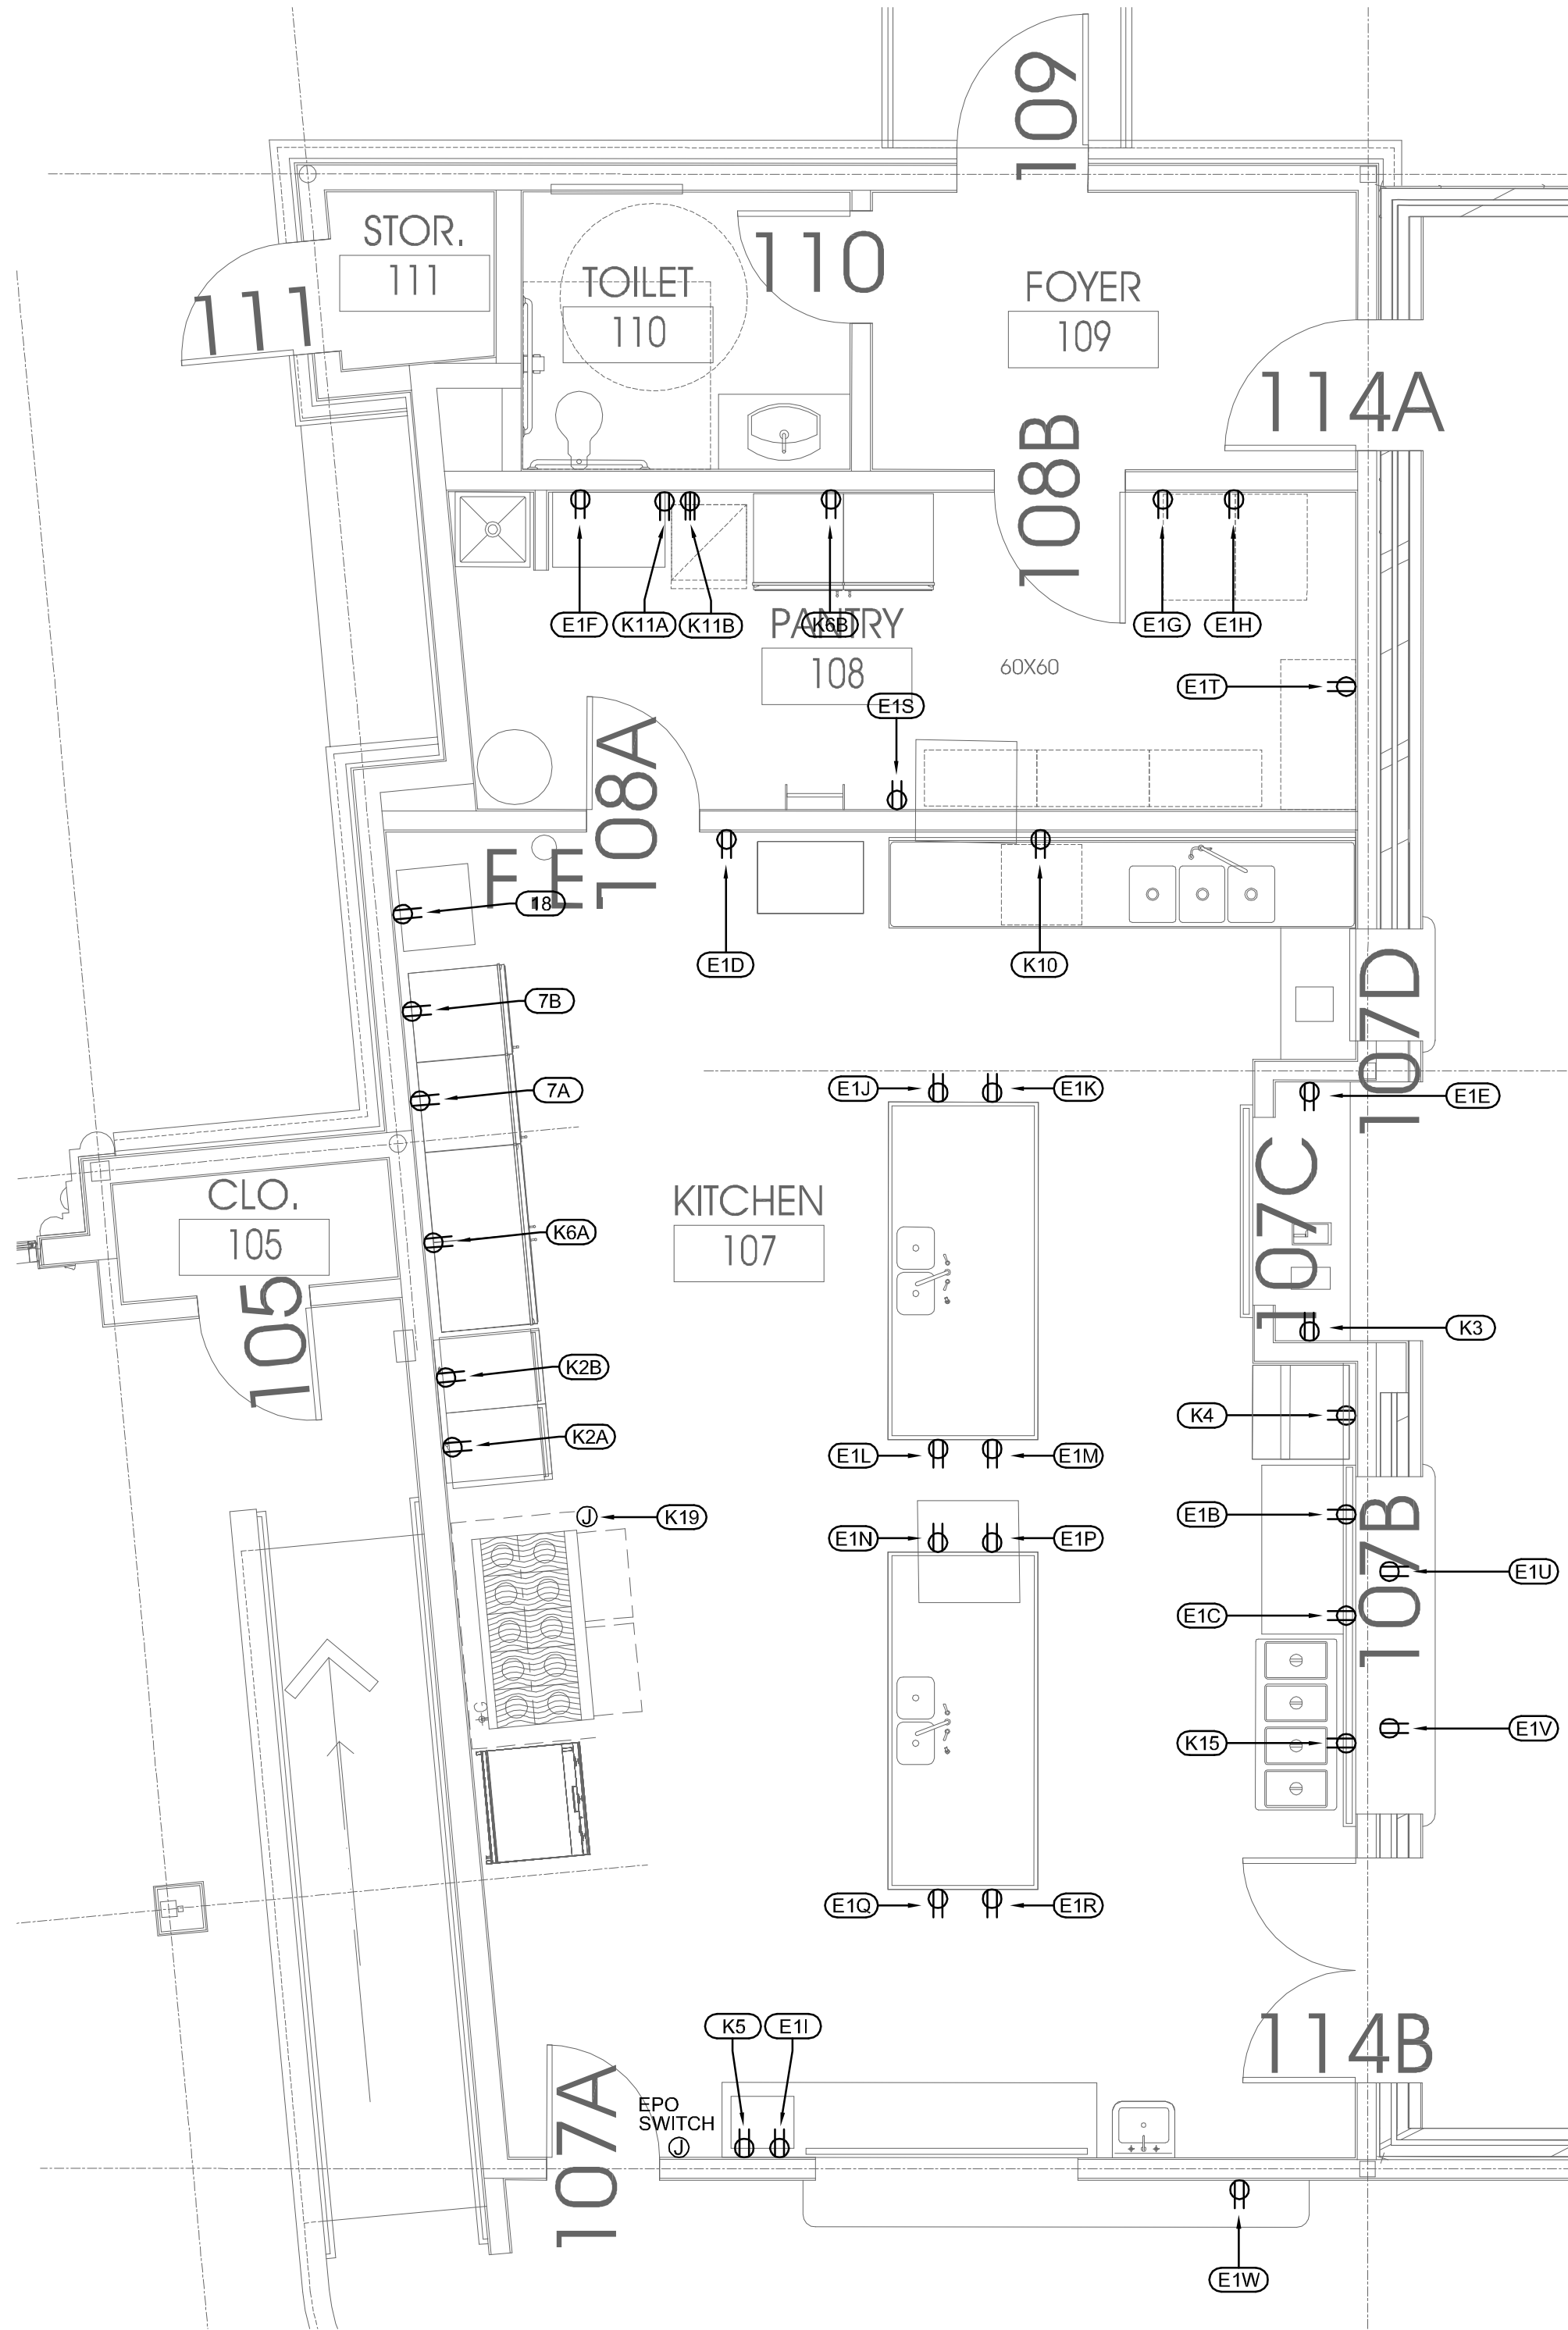 109
STOR.
111
111
TOILET
110
110
FOYER
109
114A
108B
E1F
K11A
K11B
K6B
PANTRY
108
E1G
E1H
60X60
E1T
E1S
108A
F E
18
E1D
K10
107D
7B
7A
E1J
E1K
E1E
107C
CLO.
105
105
KITCHEN
107
K6A
K3
K2B
K4
K2A
E1L
E1M
J
K19
E1N
E1P
E1B
107B
E1U
E1C
G
K15
E1V
E1Q
E1R
K5
E1I
114B
107A
EPO
SWITCH
J
E1W